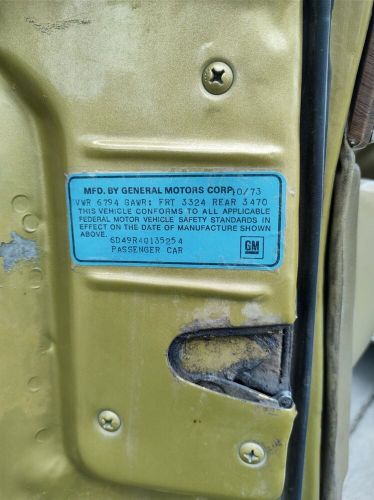 MFD. BY GENERAL MOTORS CORP. 10/73
VWR 6794 GAWR: FRT 3324 REAR 3470
THIS VEHICLE CONFORMS TO ALL APPLICABLE
FEDERAL MOTOR VEHICLE SAFETY STANDARDS IN
EFFECT ON THE DATE OF MANUFACTURE SHOWN
ABOVE.
6D49R4Q135254
PASSENGER CAR
GM